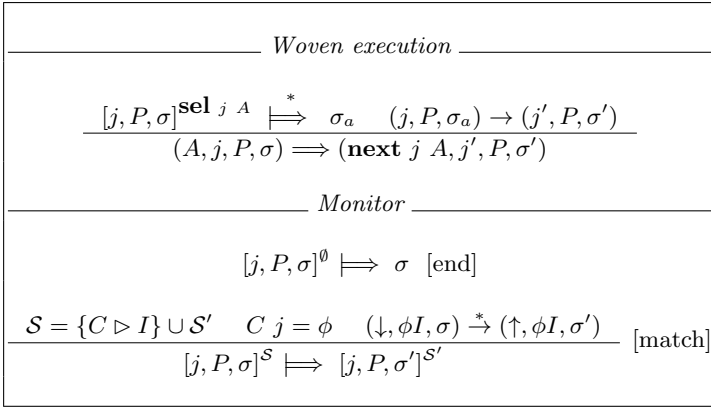 Woven execution
[j, P, σ]^{sel j A} ⊨⇒^* σ_a (j, P, σ_a) → (j′, P, σ′)
(A, j, P, σ) ⟹ (next j A, j′, P, σ′)
Monitor
[j, P, σ]^∅ ⊨⇒ σ [end]
𝒮 = {C ▷ I} ∪ 𝒮′ C j = ϕ (↓, ϕI, σ) →^* (↑, ϕI, σ′)
[match]
[j, P, σ]^𝒮 ⊨⇒ [j, P, σ′]^{𝒮′}